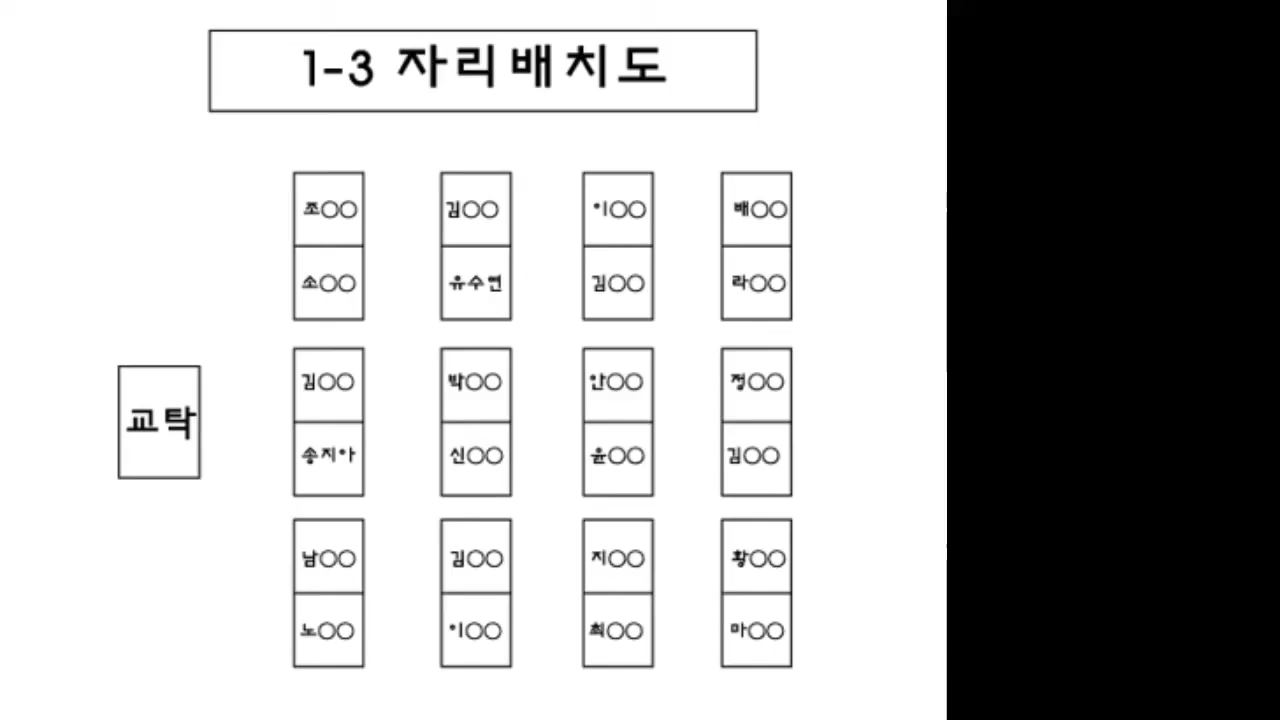 1-3 자리배치도
조○○ 김○○ 이○○ 배○○
소○○ 유수연 김○○ 라○○
김○○ 박○○ 안○○ 정○○
교탁
송지아 신○○ 윤○○ 김○○
남○○ 김○○ 지○○ 황○○
노○○ 이○○ 최○○ 마○○